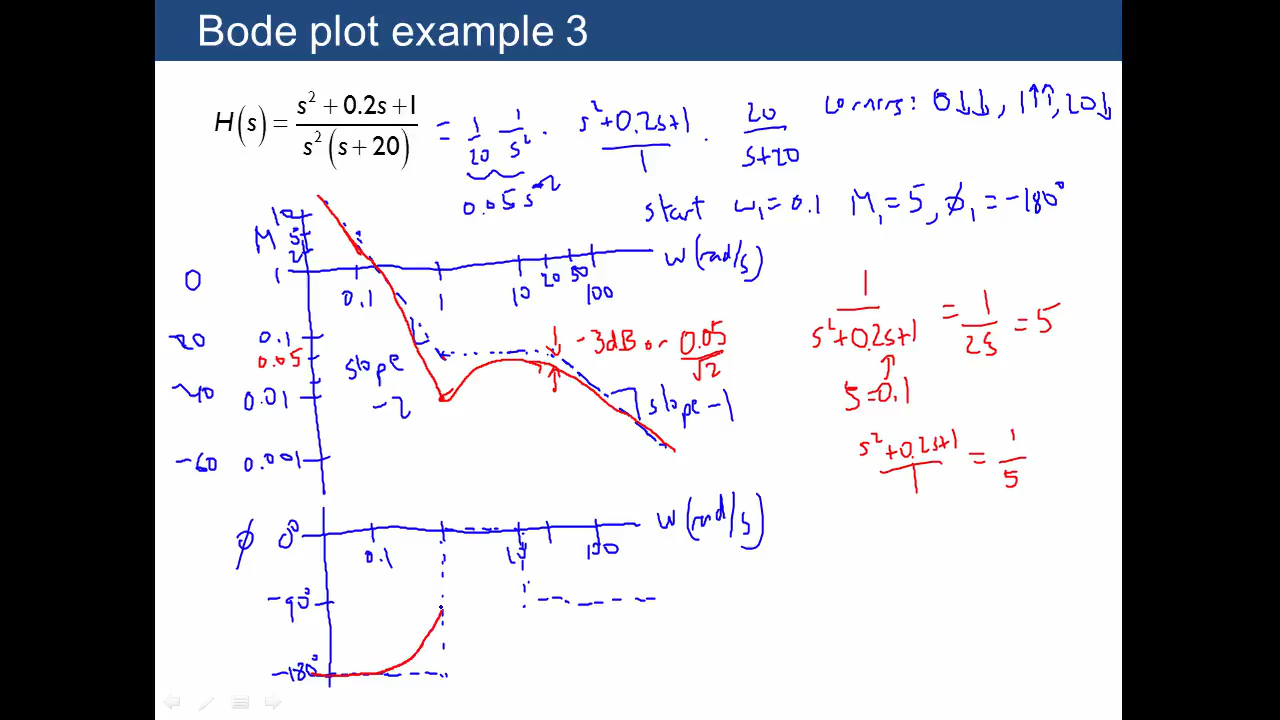 Bode plot example 3
H(s) = (s² + 0.2s + 1) / (s² (s + 20)) = 1/20 1/s² · (s²+0.2s+1)/1 · 20/(s+20)
corners: 0↓↓, 1↑↑, 20↓
0.05 s⁻²
start ω₁ = 0.1 M₁ = 5, ϕ₁ = -180°
10
M 5
2
0 1 0.1 1 10 20 50 100 ω (rad/s)
-20 0.1
0.05
-40 0.01
-60 0.001
slope
-2
-3dB or 0.05/√2
slope -1
1/(s²+0.2s+1) = 1/(2ζ) = 5
ζ=0.1
(s²+0.2s+1)/1 = 1/5
ϕ 0° 0.1 10 100 ω (rad/s)
-90°
-180°